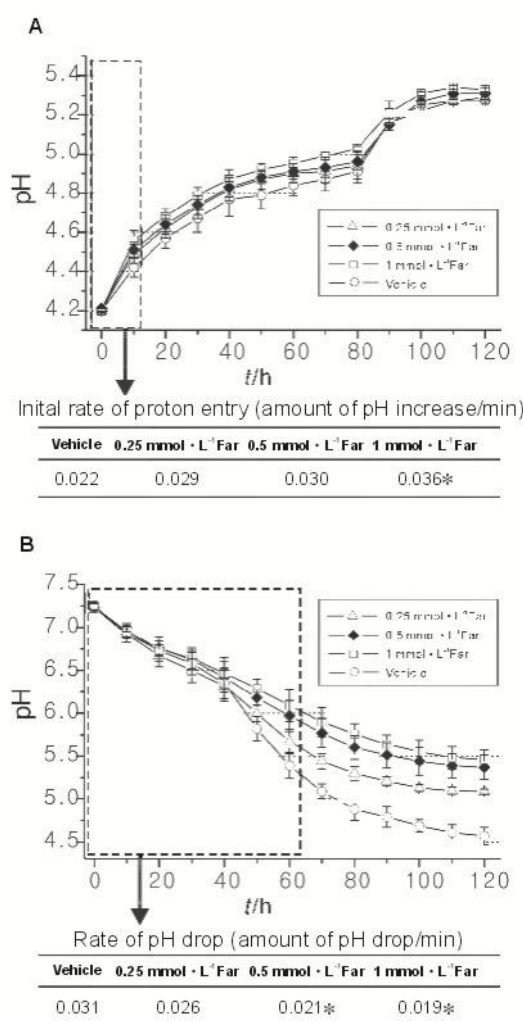 A
5.4
5.2
5.0
4.8
4.6
4.4
4.2
pH
0.25 mmol · L⁻¹Far
0.5 mmol · L⁻¹Far
1 mmol · L⁻¹Far
Vehicle
0 20 40 60 80 100 120
t/h
Inital rate of proton entry (amount of pH increase/min)
Vehicle 0.25 mmol · L⁻¹Far 0.5 mmol · L⁻¹Far 1 mmol · L⁻¹Far
0.022 0.029 0.030 0.036*
B
7.5
7.0
6.5
6.0
5.5
5.0
4.5
pH
0.25 mmol · L⁻¹Far
0.5 mmol · L⁻¹Far
1 mmol · L⁻¹Far
Vehicle
0 20 40 60 80 100 120
t/h
Rate of pH drop (amount of pH drop/min)
Vehicle 0.25 mmol · L⁻¹Far 0.5 mmol · L⁻¹Far 1 mmol · L⁻¹Far
0.031 0.026 0.021* 0.019*